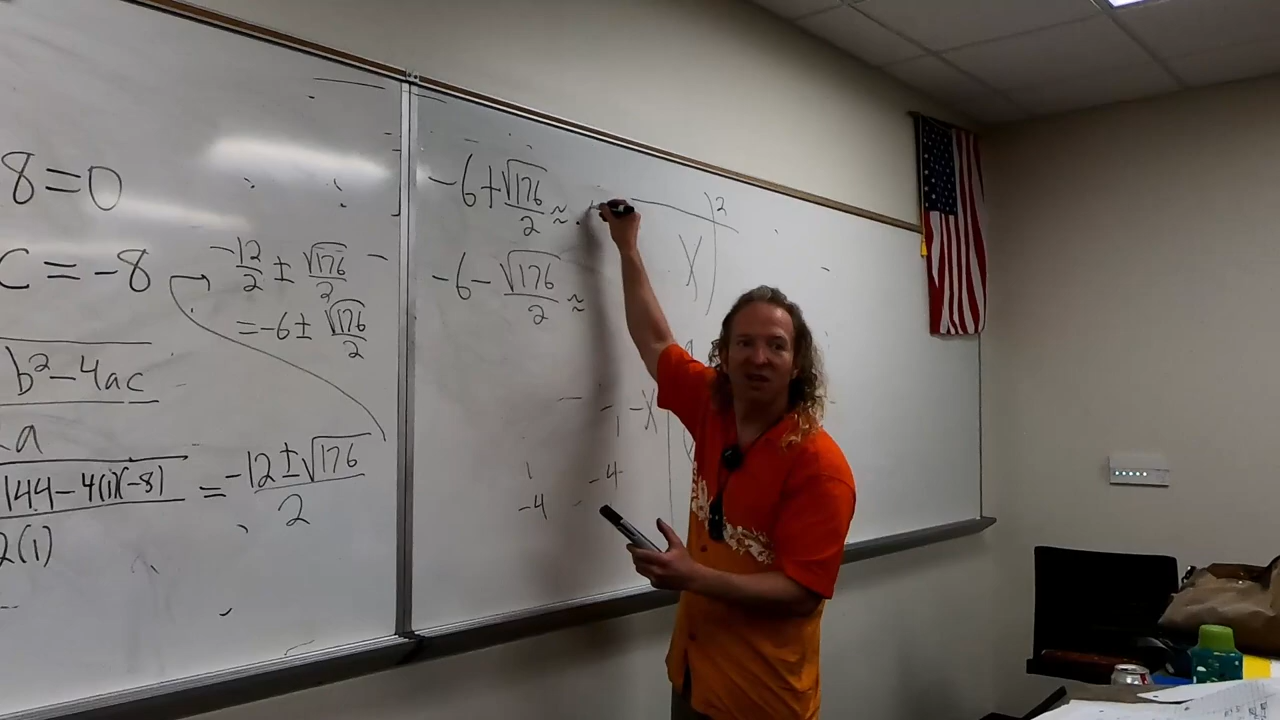 8=0
C=-8
b²-4ac
a
144-4(1)(-8) = -12±√176
2(1) 2
-12/2 ± √176/2
=-6± √176/2
-6+√176/2 ≈ .
-6-√176/2 ≈
2
X
-X
-4
-4